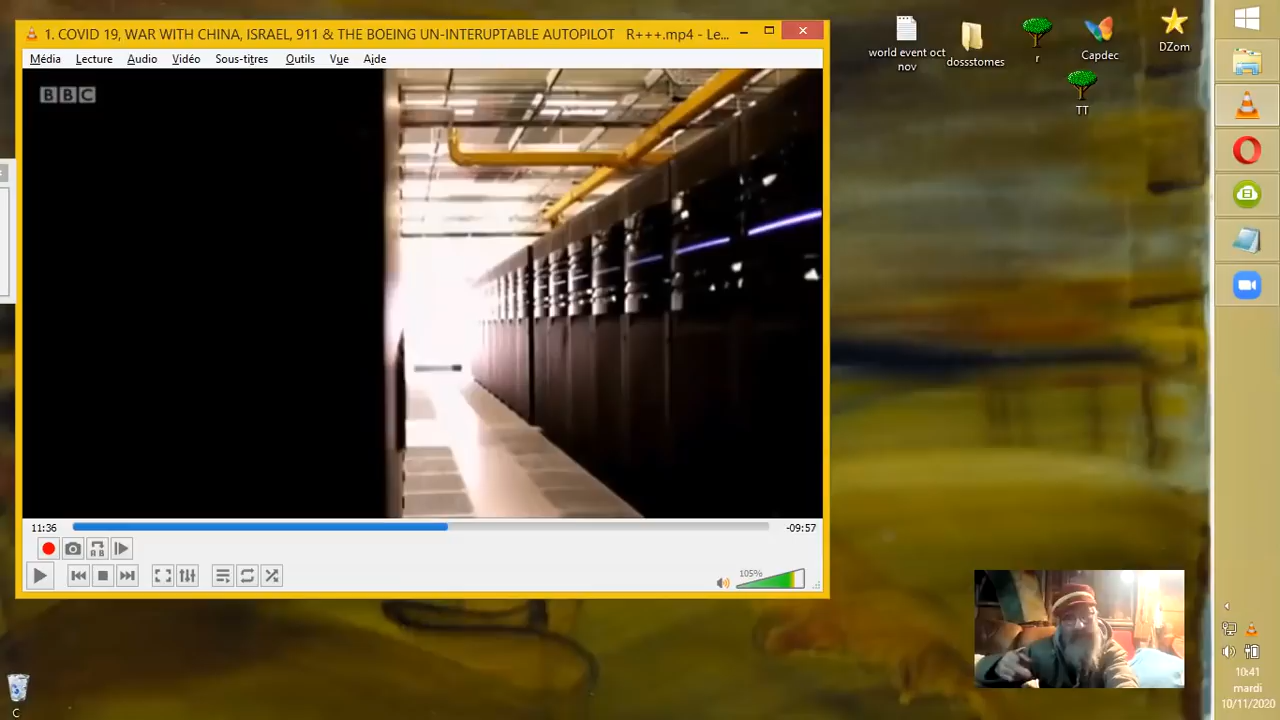 1. COVID 19, WAR WITH CHINA, ISRAEL, 911 & THE BOEING UN-INTERUPTABLE AUTOPILOT R+++.mp4 - Le...
Média Lecture Audio Vidéo Sous-titres Outils Vue Aide
BBC
11:36
-09:57
105%
world event oct
nov
dossstomes
r
Capdec
DZom
TT
C
10:41
mardi
10/11/2020